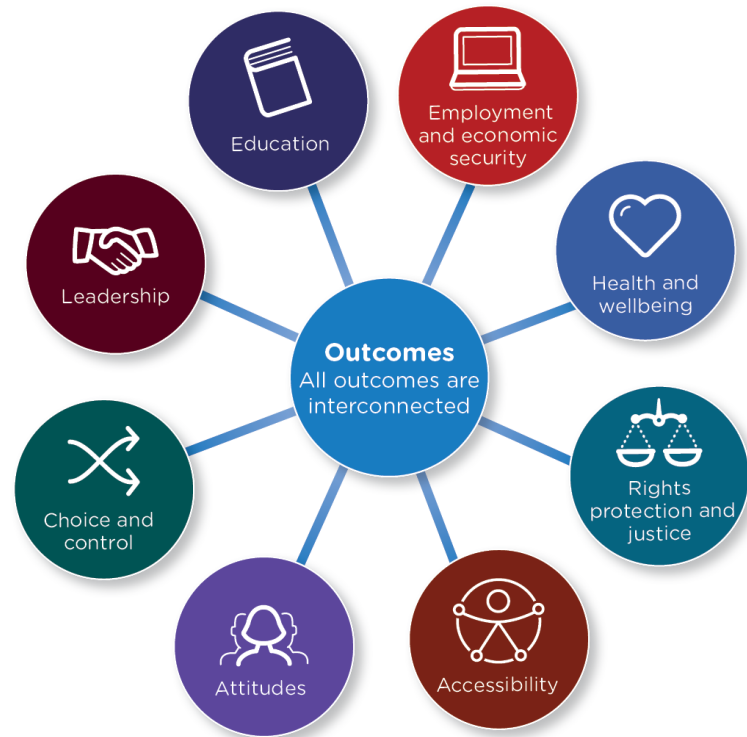 Outcomes
All outcomes are
interconnected
Education
Employment
and economic
security
Health and
wellbeing
Rights
protection and
justice
Accessibility
Attitudes
Choice and
control
Leadership